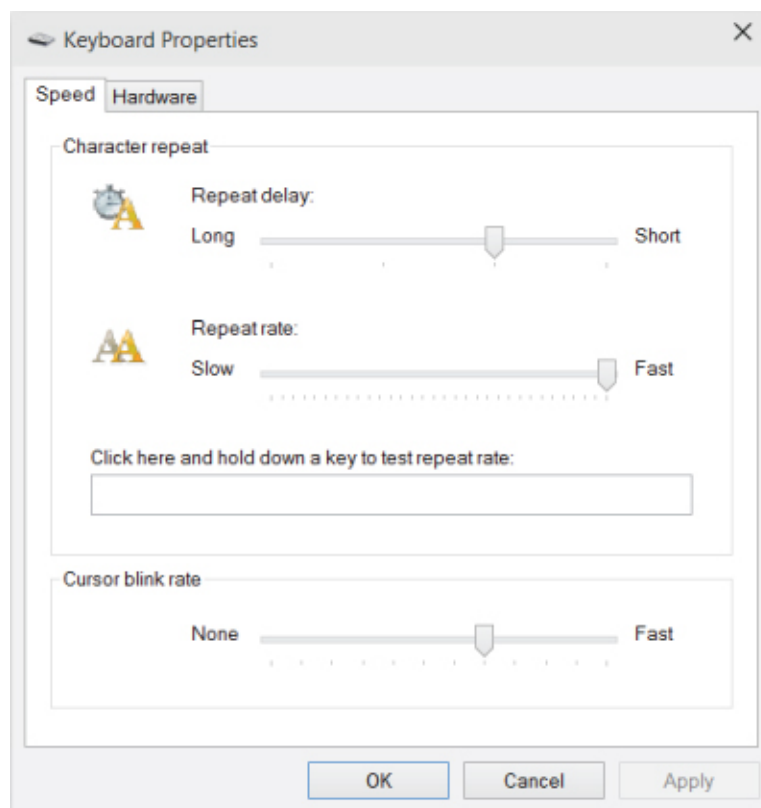 Keyboard Properties
Speed Hardware
Character repeat
Repeat delay:
Long Short
Repeat rate:
Slow Fast
Click here and hold down a key to test repeat rate:
Cursor blink rate
None Fast
OK Cancel Apply